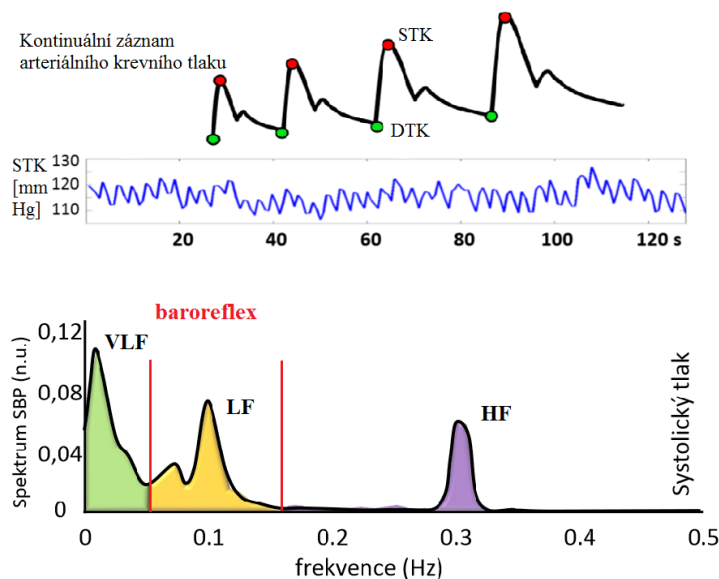 Kontinuální záznam
arteriálního krevního tlaku
STK
DTK
STK
[mm
Hg]
130
120
110
20 40 60 80 100 120 s
baroreflex
Spektrum SBP (n.u.)
0,12
0,08
0,04
0
VLF
LF
HF
Systolický tlak
0 0.1 0.2 0.3 0.4 0.5
frekvence (Hz)